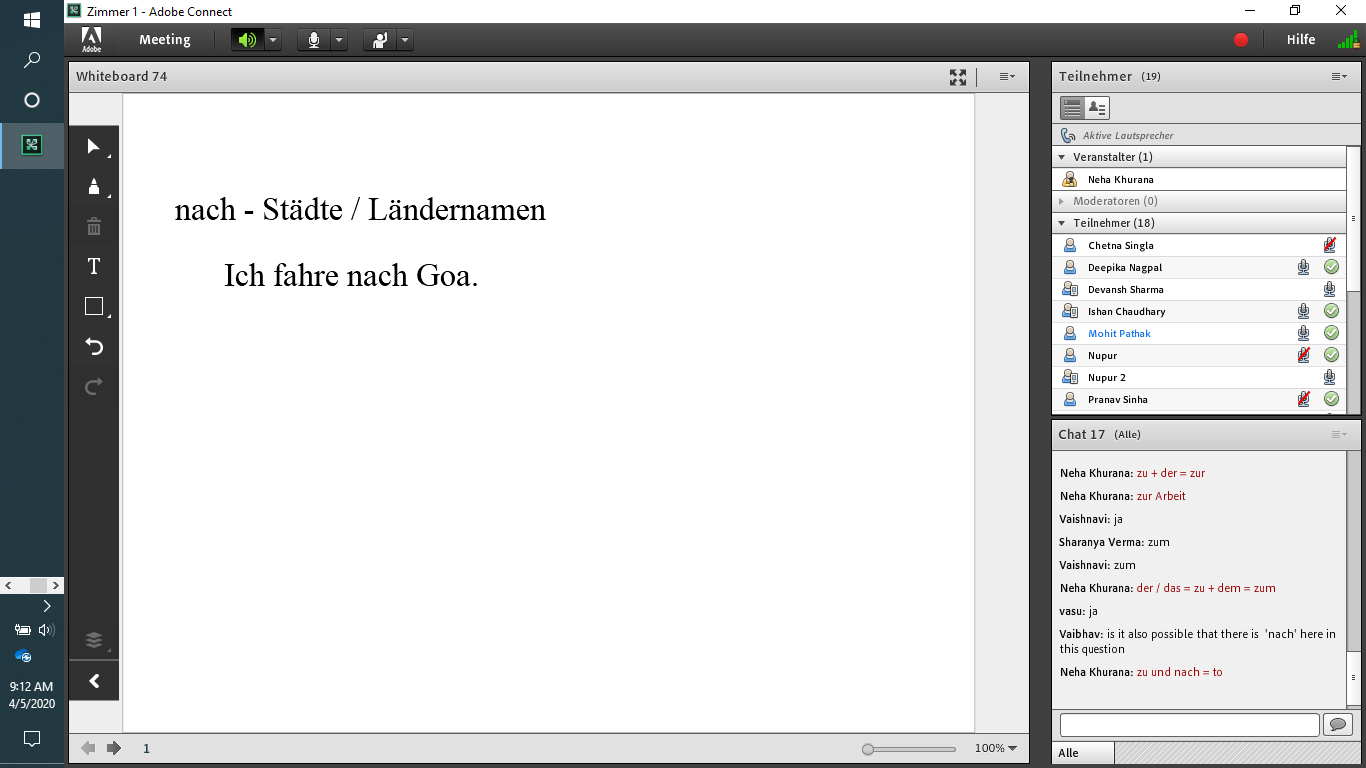 Zimmer 1 - Adobe Connect
Adobe
Meeting
Hilfe
Whiteboard 74
nach - Städte / Ländernamen
Ich fahre nach Goa.
T
1
100%
Teilnehmer (19)
Aktive Lautsprecher
Veranstalter (1)
Neha Khurana
Moderatoren (0)
Teilnehmer (18)
Chetna Singla
Deepika Nagpal
Devansh Sharma
Ishan Chaudhary
Mohit Pathak
Nupur
Nupur 2
Pranav Sinha
Chat 17 (Alle)
Neha Khurana: zu + der = zur
Neha Khurana: zur Arbeit
Vaishnavi: ja
Sharanya Verma: zum
Vaishnavi: zum
Neha Khurana: der / das = zu + dem = zum
vasu: ja
Vaibhav: is it also possible that there is 'nach' here in
this question
Neha Khurana: zu und nach = to
Alle
9:12 AM
4/5/2020